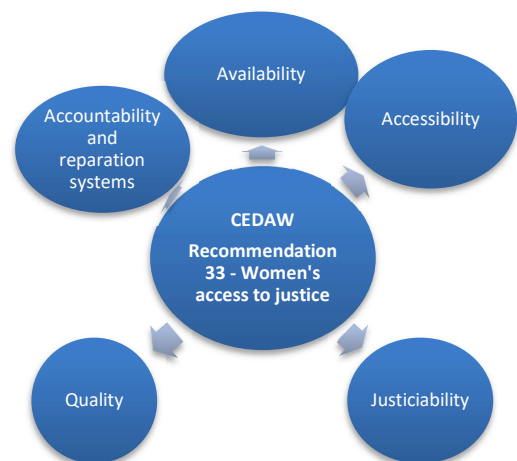 Availability
Accountability
and
reparation
systems
Accessibility
CEDAW
Recommendation
33 - Women's
access to justice
Quality
Justiciability